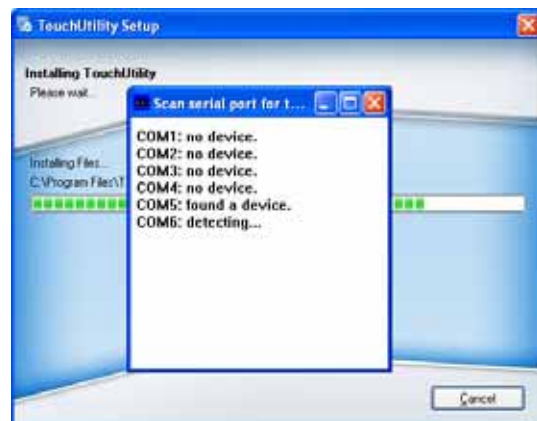 TouchUtility Setup
Installing TouchUtility
Please wait...
Scan serial port for t...
COM1: no device.
COM2: no device.
COM3: no device.
COM4: no device.
COM5: found a device.
COM6: detecting...
Installing Files...
C:\Program Files\T
Cancel